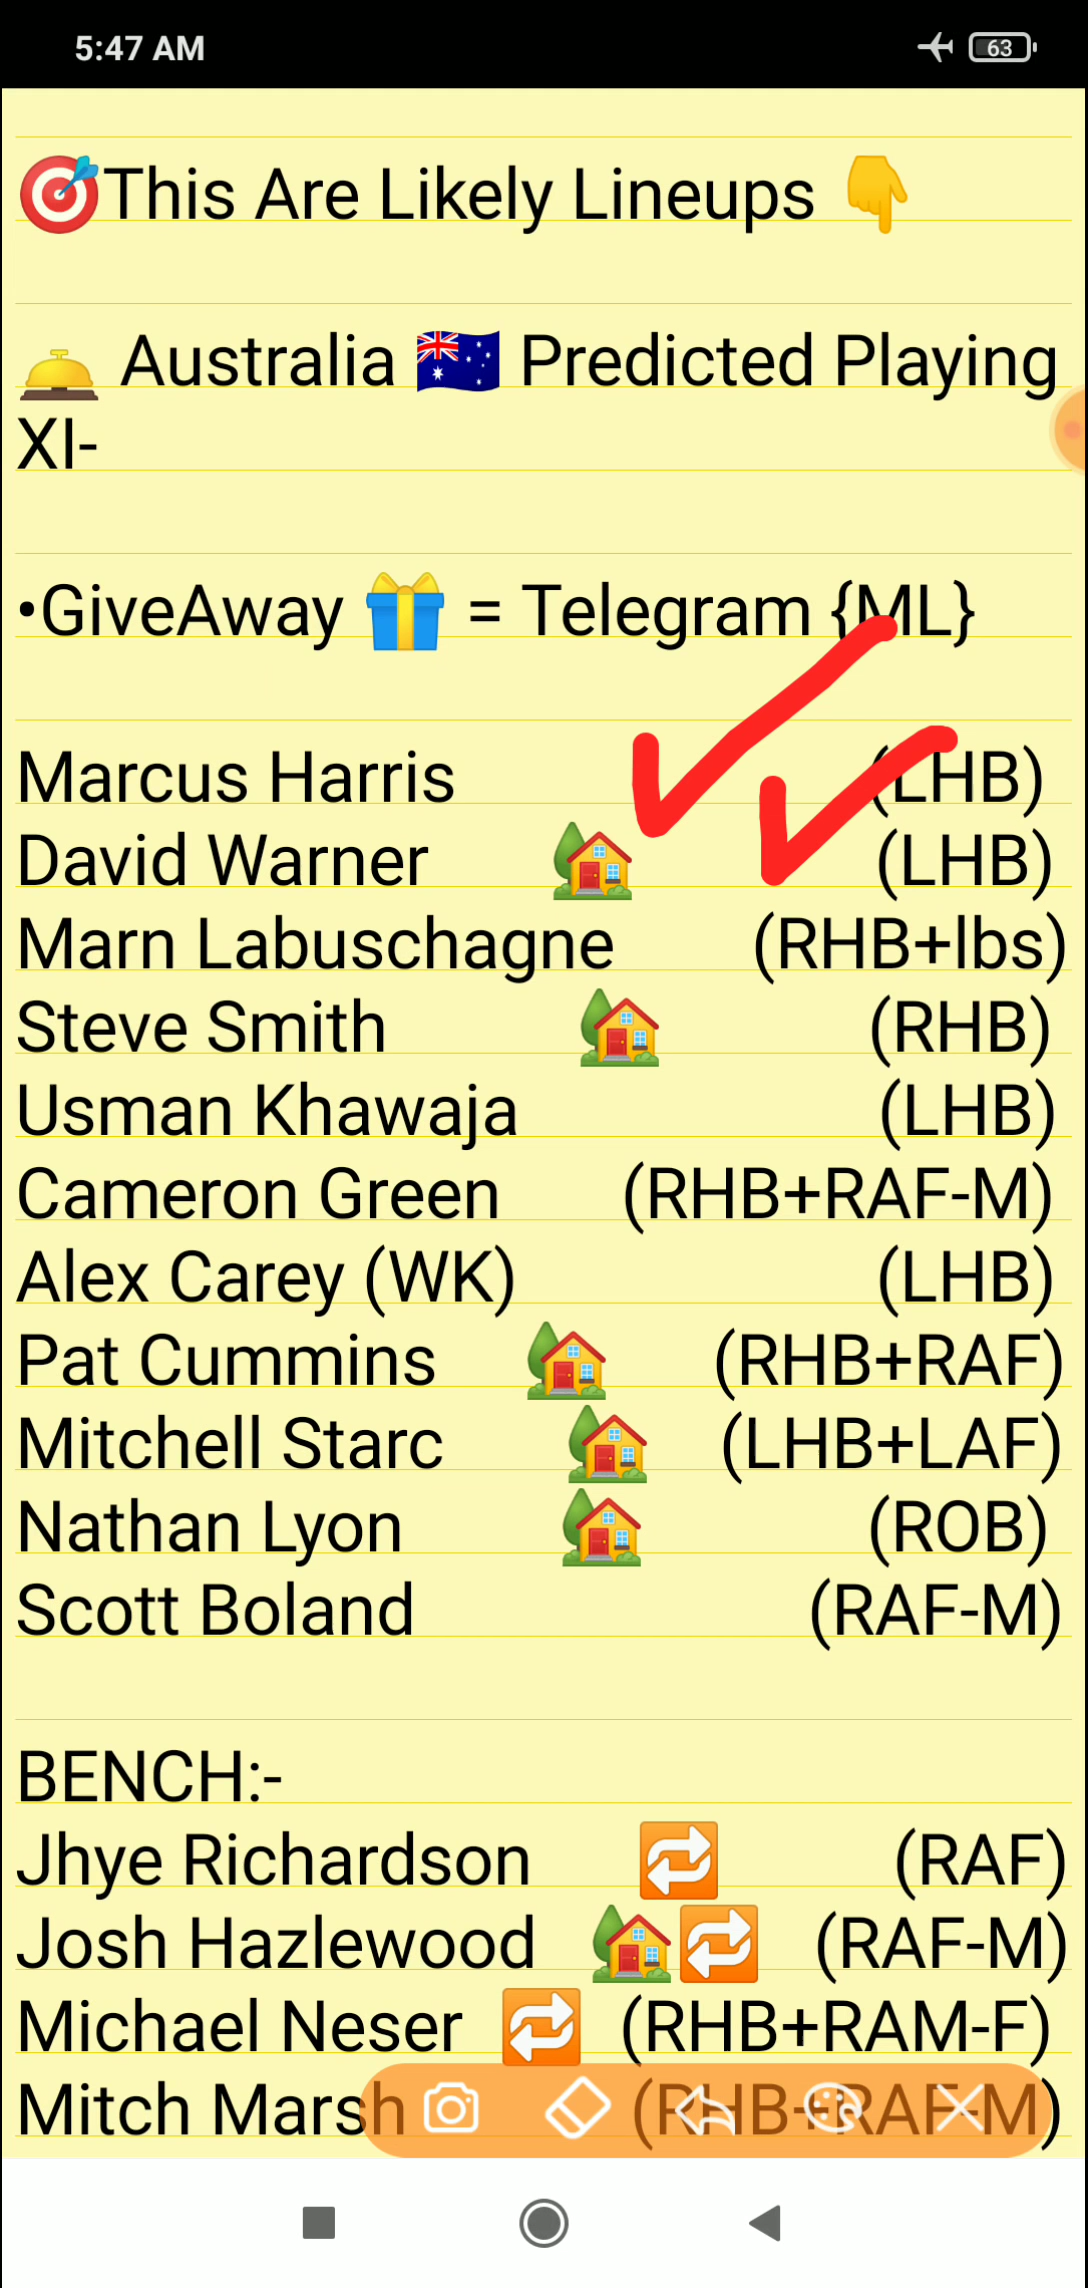 5:47 AM 63
🎯This Are Likely Lineups 👇
🛎 Australia 🇦🇺 Predicted Playing
XI-
•GiveAway 🎁 = Telegram {ML}
Marcus Harris (LHB)
David Warner 🏡 (LHB)
Marn Labuschagne (RHB+lbs)
Steve Smith 🏡 (RHB)
Usman Khawaja (LHB)
Cameron Green (RHB+RAF-M)
Alex Carey (WK) (LHB)
Pat Cummins 🏡 (RHB+RAF)
Mitchell Starc 🏡 (LHB+LAF)
Nathan Lyon 🏡 (ROB)
Scott Boland (RAF-M)
BENCH:-
Jhye Richardson 🔁 (RAF)
Josh Hazlewood 🏡🔁 (RAF-M)
Michael Neser 🔁 (RHB+RAM-F)
Mitch Marsh (RHB+RAF-M)